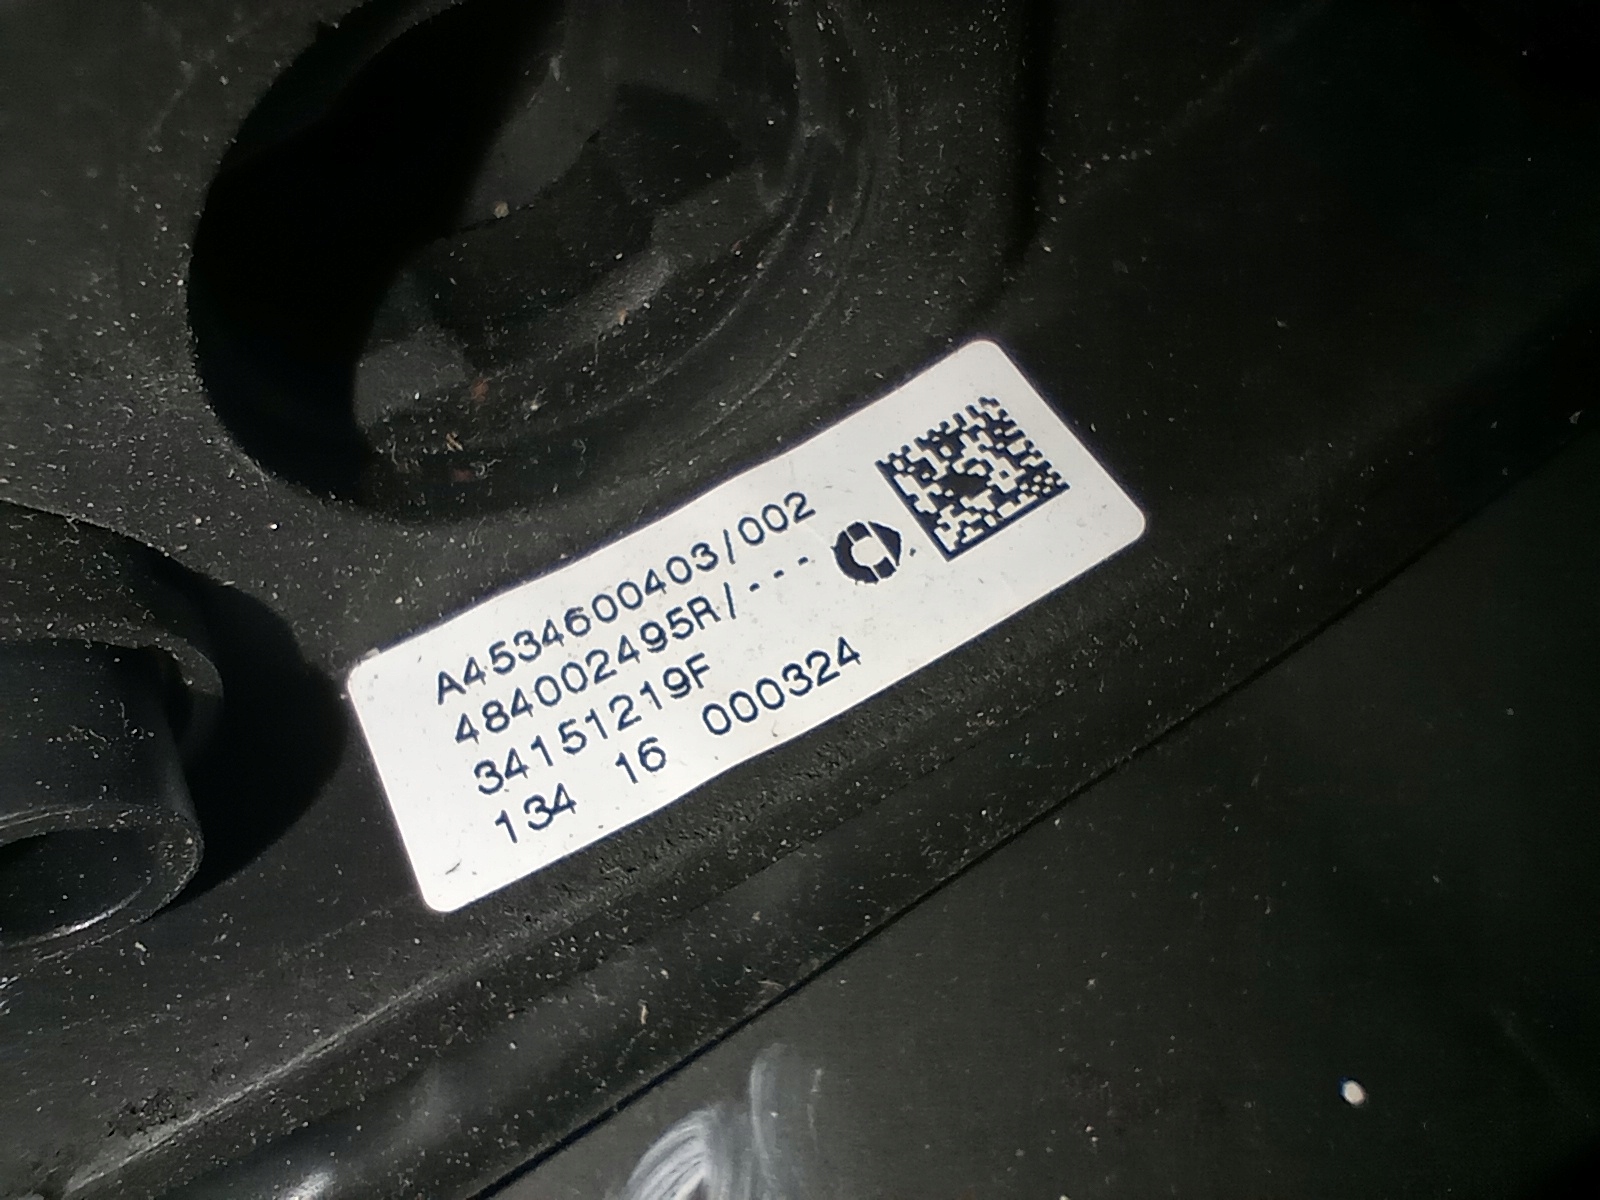 A4534600403/002
484002495R/---
34151219F
134 16 000324